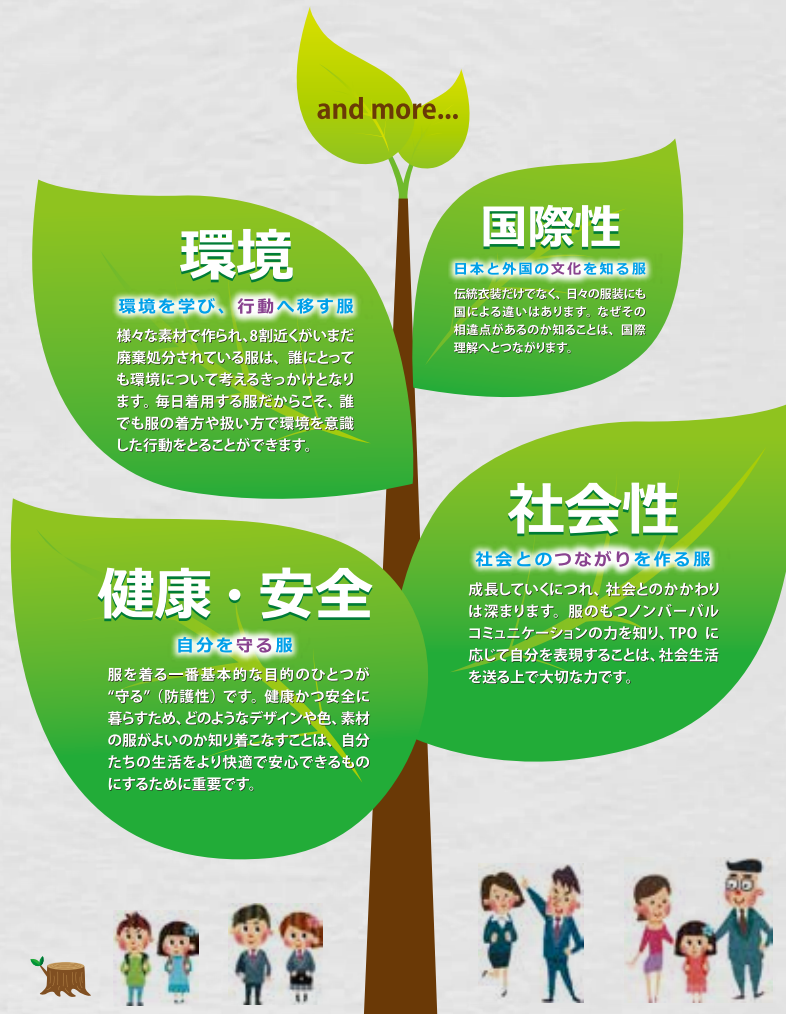 and more...
環境
環境を学び、行動へ移す服
様々な素材で作られ、8割近くがいまだ
廃棄処分されている服は、誰にとって
も環境について考えるきっかけとなり
ます。毎日着用する服だからこそ、誰
でも服の着方や扱い方で環境を意識
した行動をとることができます。
国際性
日本と外国の文化を知る服
伝統衣装だけでなく、日々の服装にも
国による違いはあります。なぜその
相違点があるのか知ることは、国際
理解へとつながります。
健康・安全
自分を守る服
服を着る一番基本的な目的のひとつが
“守る”（防護性）です。健康かつ安全に
暮らすため、どのようなデザインや色、素材
の服がよいのか知り着こなすことは、自分
たちの生活をより快適で安心できるもの
にするために重要です。
社会性
社会とのつながりを作る服
成長していくにつれ、社会とのかかわり
は深まります。服のもつノンバーバル
コミュニケーションの力を知り、TPO に
応じて自分を表現することは、社会生活
を送る上で大切な力です。